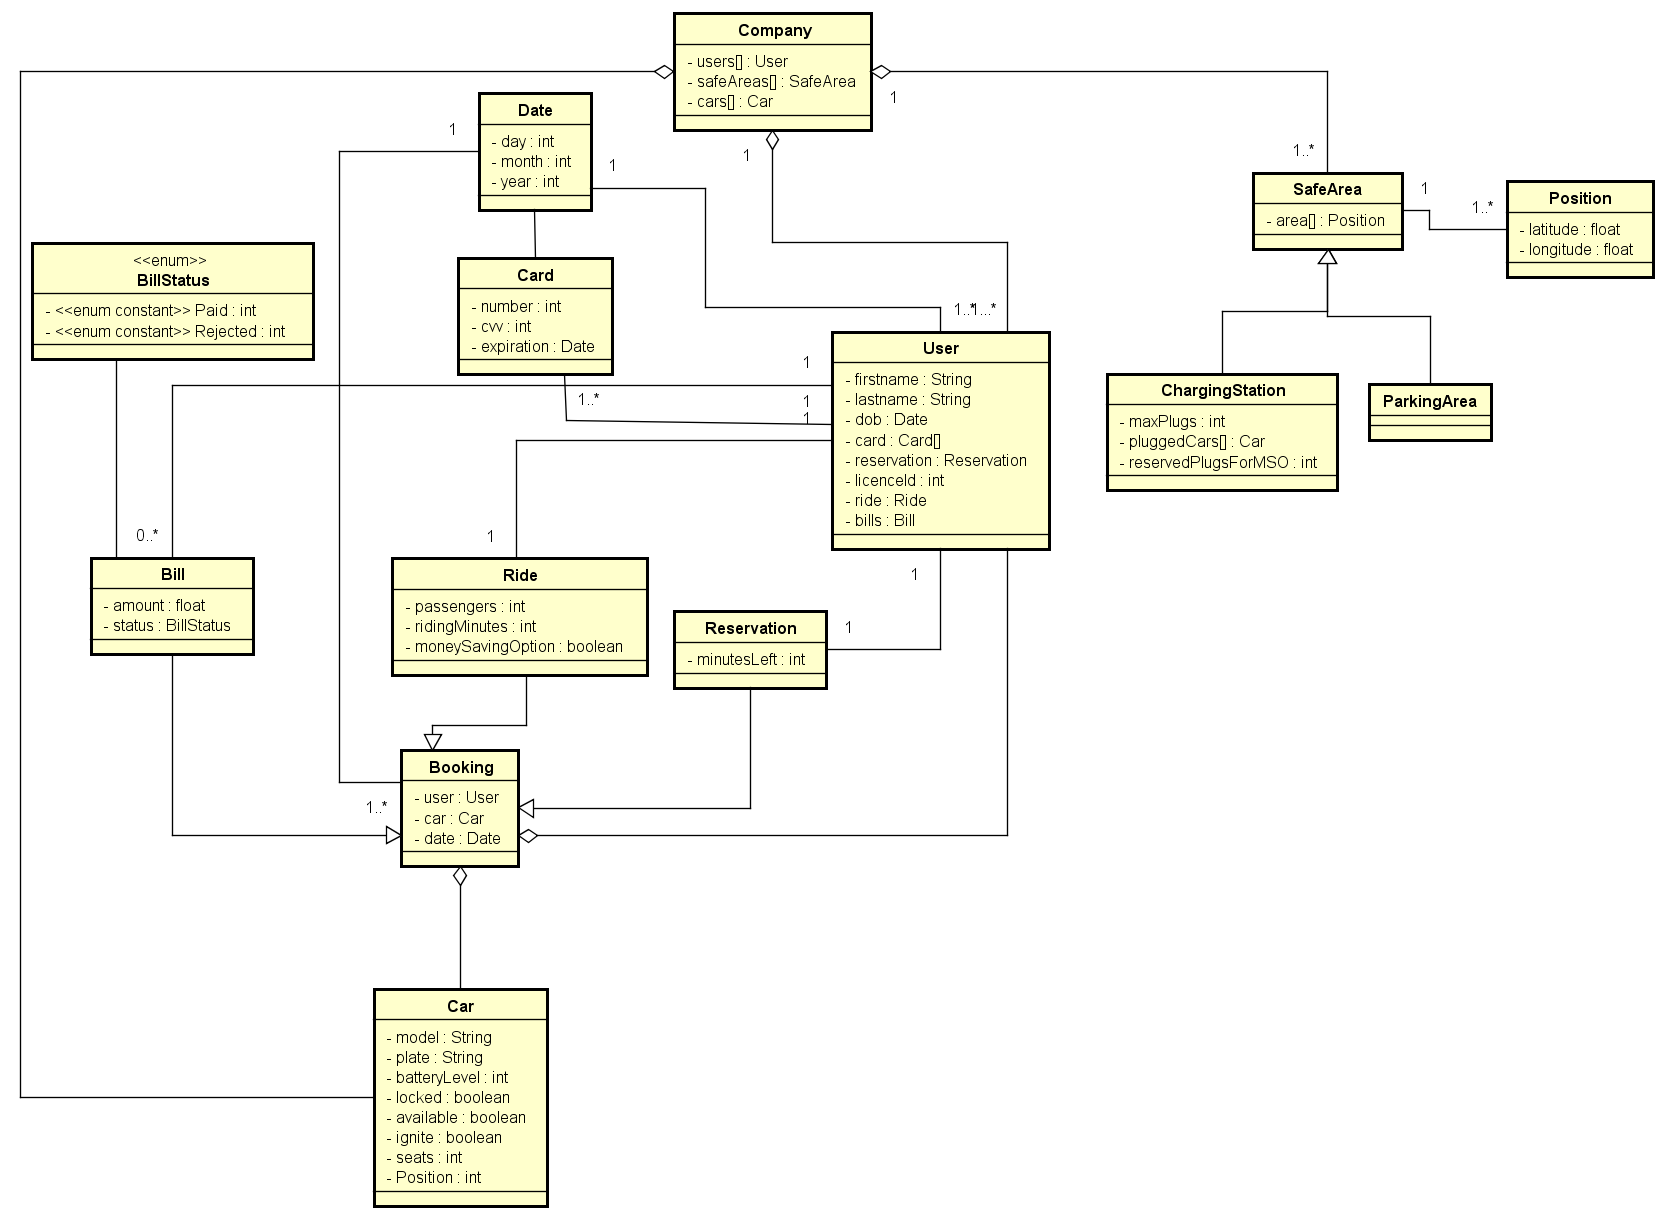 Company
- users[] : User
- safeAreas[] : SafeArea
- cars[] : Car
1
1
1..*
Date
- day : int
- month : int
- year : int
1
1
SafeArea
- area[] : Position
1
1..*
Position
- latitude : float
- longitude : float
<<enum>>
BillStatus
- <<enum constant>> Paid : int
- <<enum constant>> Rejected : int
Card
- number : int
- cvv : int
- expiration : Date
1..*
1..*
1...*
User
- firstname : String
- lastname : String
- dob : Date
- card : Card[]
- reservation : Reservation
- licenceId : int
- ride : Ride
- bills : Bill
1
1
1
ChargingStation
- maxPlugs : int
- pluggedCars[] : Car
- reservedPlugsForMSO : int
ParkingArea
0..*
1
1
1
Bill
- amount : float
- status : BillStatus
Ride
- passengers : int
- ridingMinutes : int
- moneySavingOption : boolean
Reservation
- minutesLeft : int
Booking
- user : User
- car : Car
- date : Date
1..*
Car
- model : String
- plate : String
- batteryLevel : int
- locked : boolean
- available : boolean
- ignite : boolean
- seats : int
- Position : int